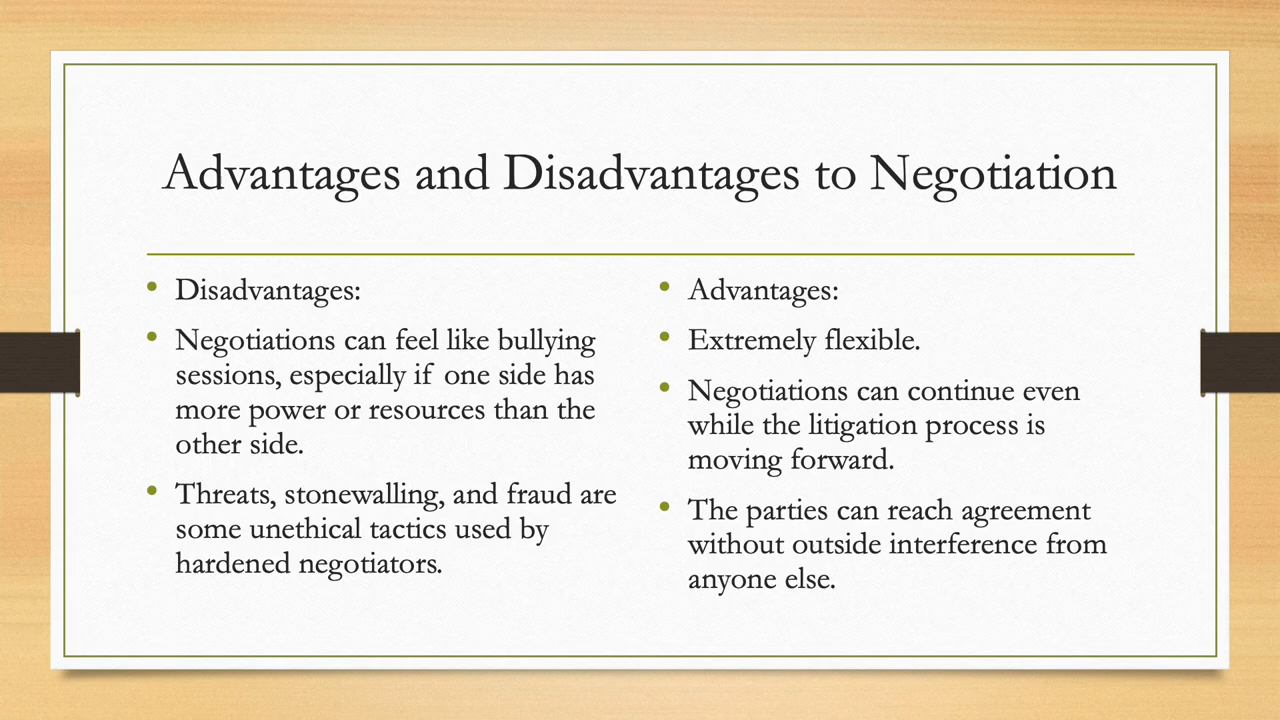 Advantages and Disadvantages to Negotiation
• Disadvantages:
• Negotiations can feel like bullying
sessions, especially if one side has
more power or resources than the
other side.
• Threats, stonewalling, and fraud are
some unethical tactics used by
hardened negotiators.
• Advantages:
• Extremely flexible.
• Negotiations can continue even
while the litigation process is
moving forward.
• The parties can reach agreement
without outside interference from
anyone else.